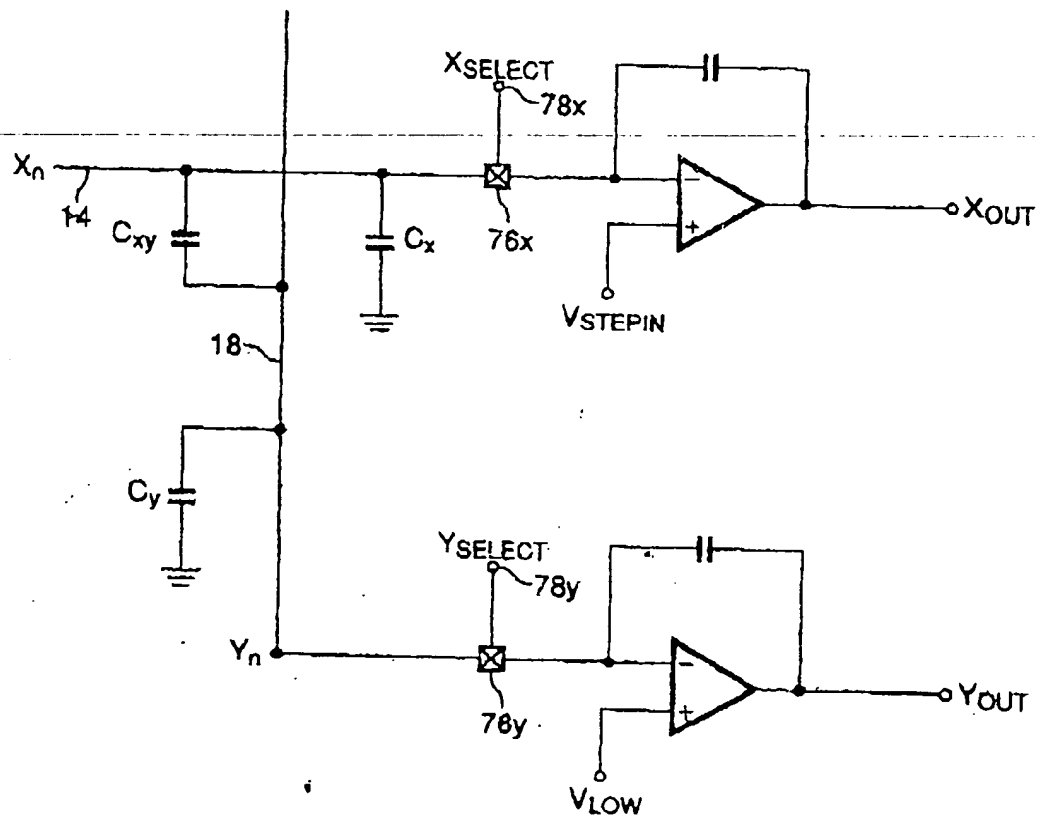 XSELECT
78x
Xn
14
Cxy
Cx
76x
XOUT
VSTEPIN
18
Cy
YSELECT
78y
Yn
76y
YOUT
VLOW
- 
+
-
+